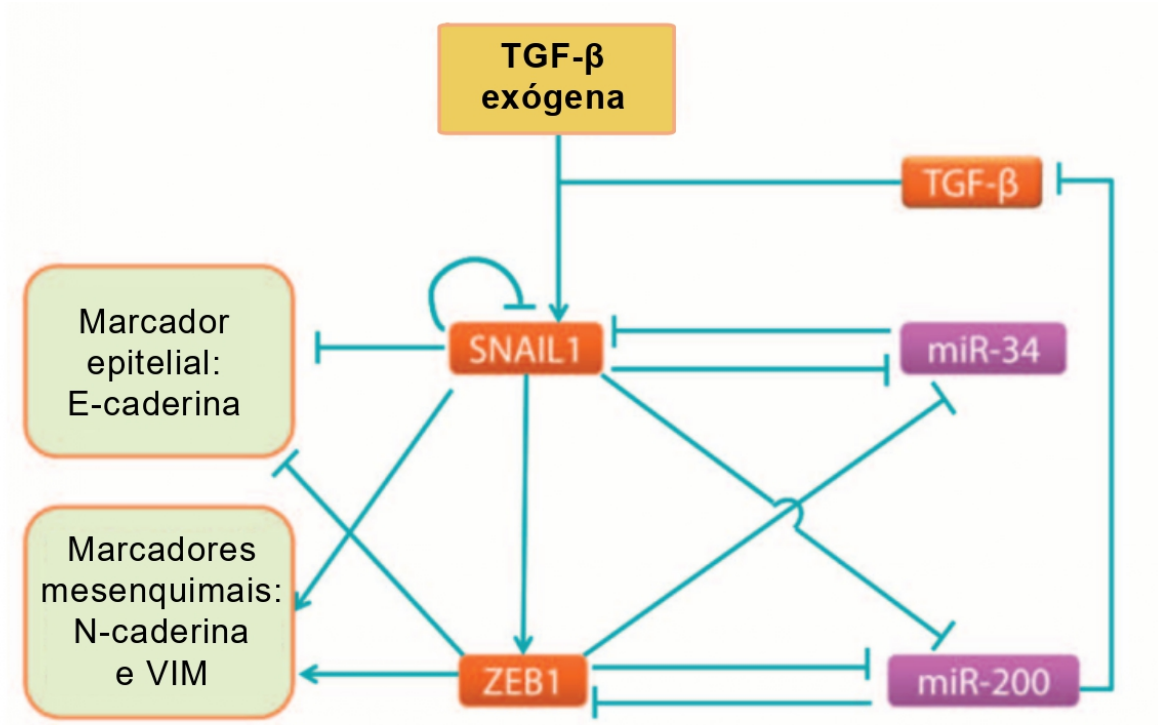 TGF-β
exógena
TGF-β
Marcador
epitelial:
E-caderina
SNAIL1
miR-34
Marcadores
mesenquimais:
N-caderina
e VIM
ZEB1
miR-200